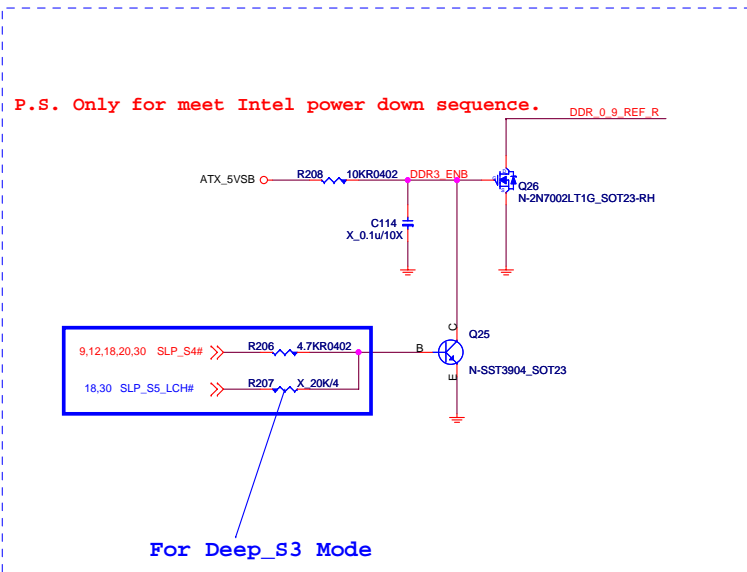 P.S. Only for meet Intel power down sequence.
DDR_0_9_REF_R
ATX_5VSB
R208
10KR0402
DDR3_ENB
Q26
N-2N7002LT1G_SOT23-RH
C114
X_0.1u/10X
C
Q25
B
E
N-SST3904_SOT23
9,12,18,20,30 SLP_S4#
R206
4.7KR0402
18,30 SLP_S5_LCH#
R207
X_20K/4
For Deep_S3 Mode